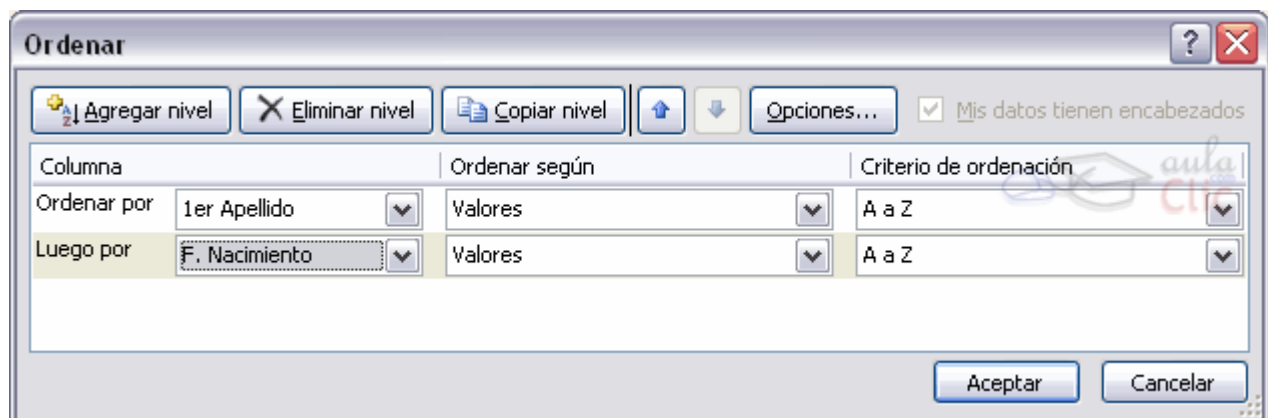 Ordenar
Agregar nivel Eliminar nivel Copiar nivel Opciones... Mis datos tienen encabezados
Columna Ordenar según Criterio de ordenación
Ordenar por 1er Apellido Valores A a Z
Luego por F. Nacimiento Valores A a Z
Aceptar Cancelar
aula
Clic
.com